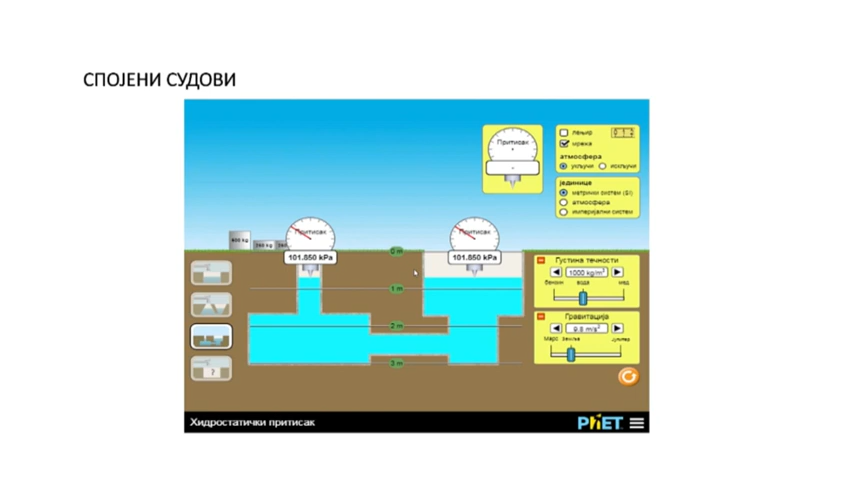 СПОЈЕНИ СУДОВИ
Притисак
лењир
мрежа
атмосфера
укључи искључи
јединице
метрички систем (SI)
атмосфера
империјални систем
400 kg
Притисак
101.850 kPa
Притисак
101.850 kPa
0 m
1 m
2 m
3 m
Густина течности
1000 kg/m³
бензин вода мед
Гравитација
9.8 m/s²
Марс Земља Јупитер
?
Хидростатички притисак
PhET